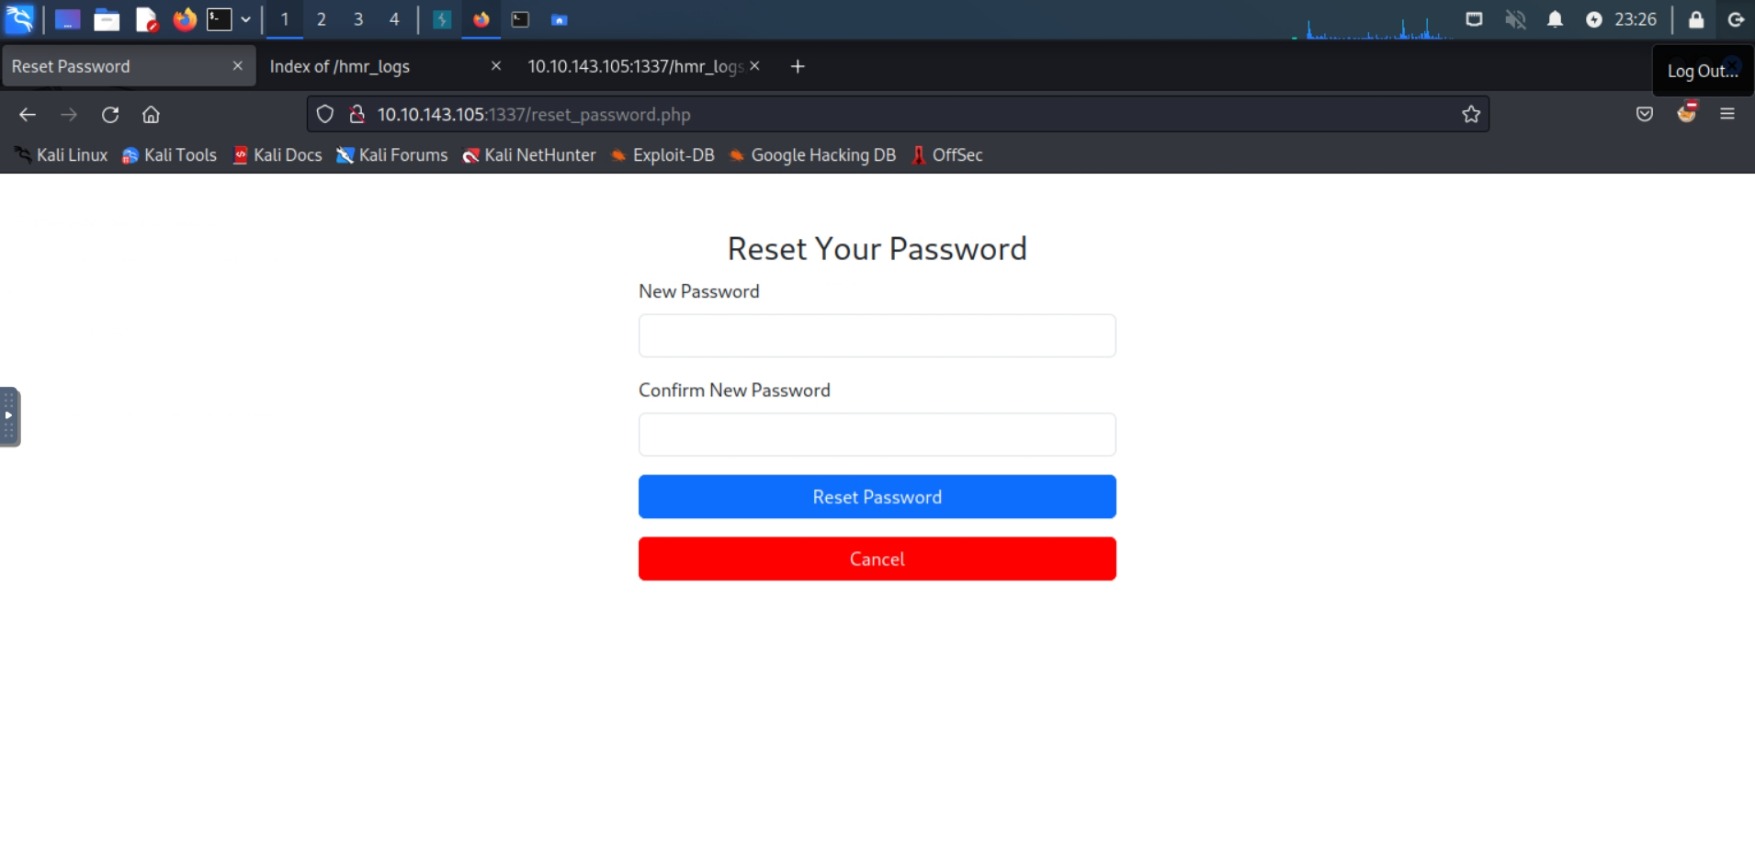 1 2 3 4 23:26
Reset Password Index of /hmr_logs 10.10.143.105:1337/hmr_logs Log Out...
10.10.143.105:1337/reset_password.php
Kali Linux Kali Tools Kali Docs Kali Forums Kali NetHunter Exploit-DB Google Hacking DB OffSec
Reset Your Password
New Password
Confirm New Password
Reset Password
Cancel